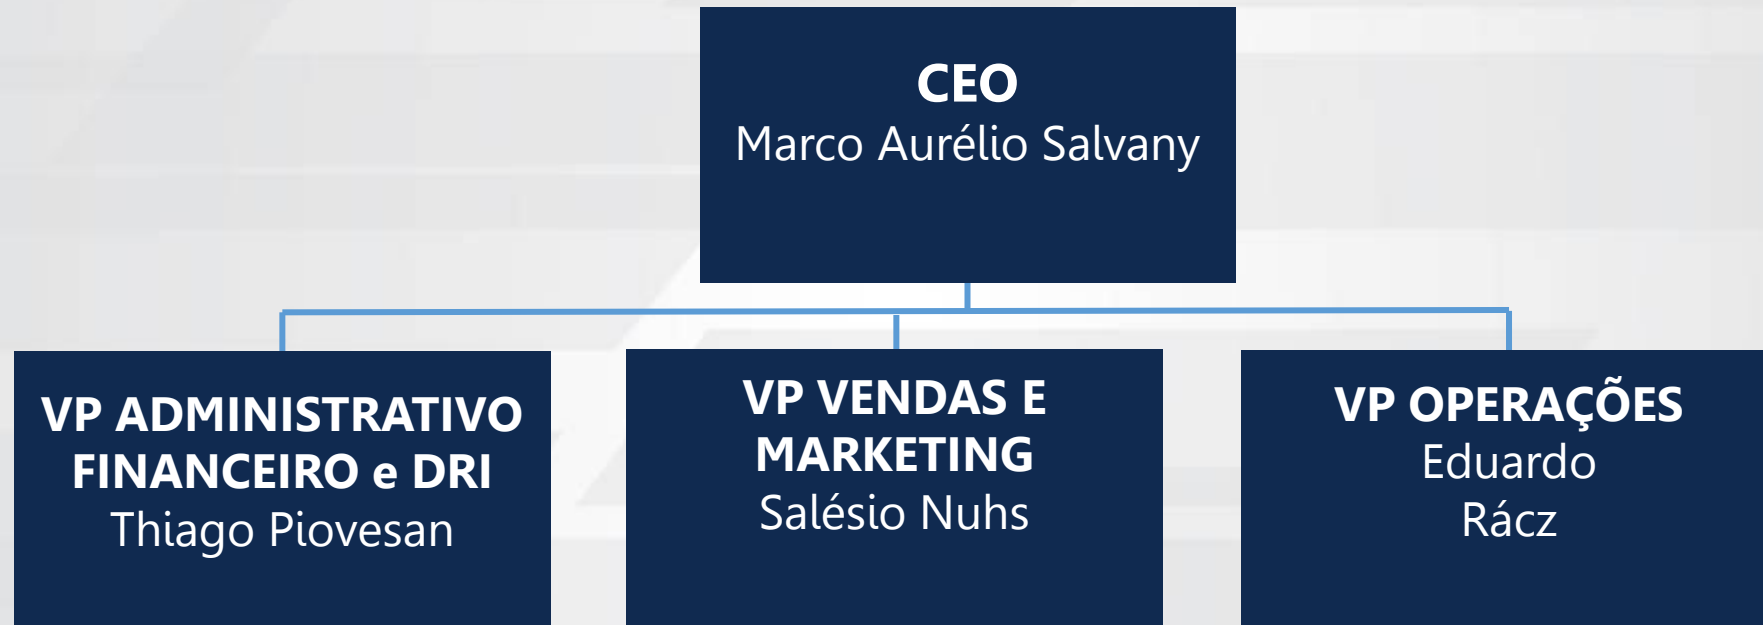 CEO
Marco Aurélio Salvany
VP ADMINISTRATIVO
FINANCEIRO e DRI
Thiago Piovesan
VP VENDAS E
MARKETING
Salésio Nuhs
VP OPERAÇÕES
Eduardo
Rácz